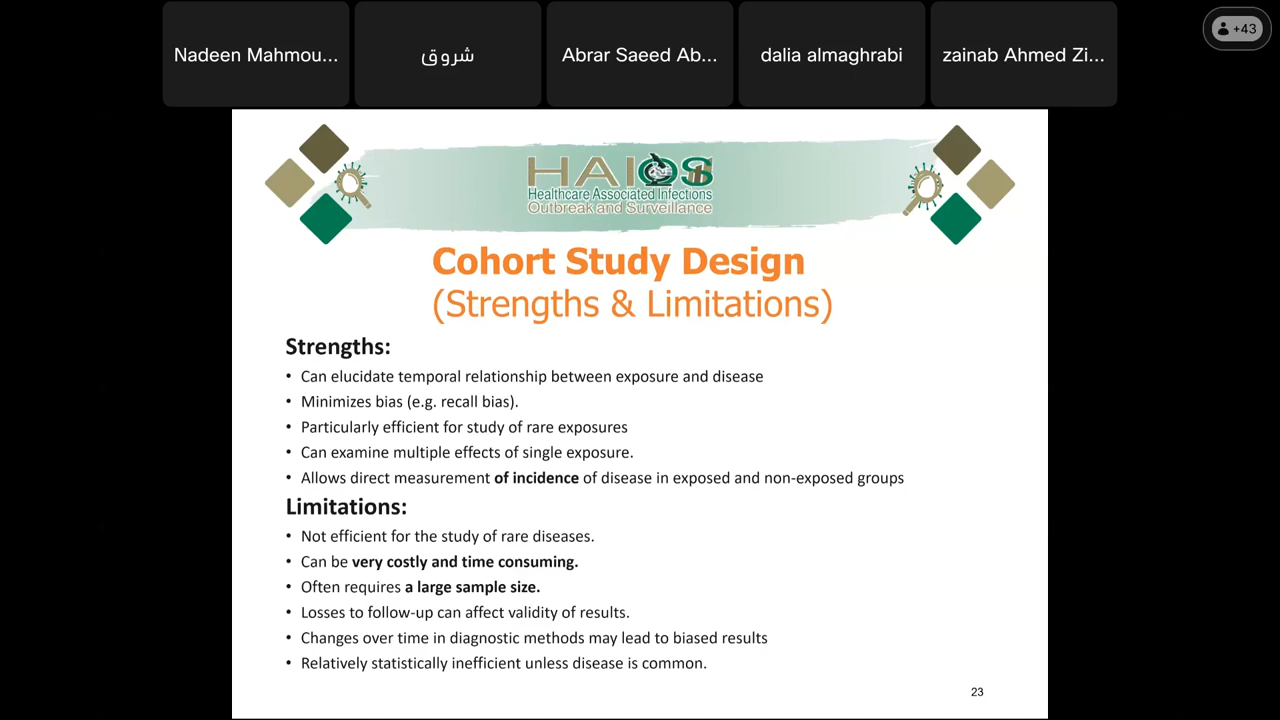 Nadeen Mahmou...
شروق
Abrar Saeed Ab...
dalia almaghrabi
zainab Ahmed Zi...
+43
HAIOS
Healthcare Associated Infections
Outbreak and Surveillance
Cohort Study Design
(Strengths & Limitations)
Strengths:
• Can elucidate temporal relationship between exposure and disease
• Minimizes bias (e.g. recall bias).
• Particularly efficient for study of rare exposures
• Can examine multiple effects of single exposure.
• Allows direct measurement of incidence of disease in exposed and non-exposed groups
Limitations:
• Not efficient for the study of rare diseases.
• Can be very costly and time consuming.
• Often requires a large sample size.
• Losses to follow-up can affect validity of results.
• Changes over time in diagnostic methods may lead to biased results
• Relatively statistically inefficient unless disease is common.
23